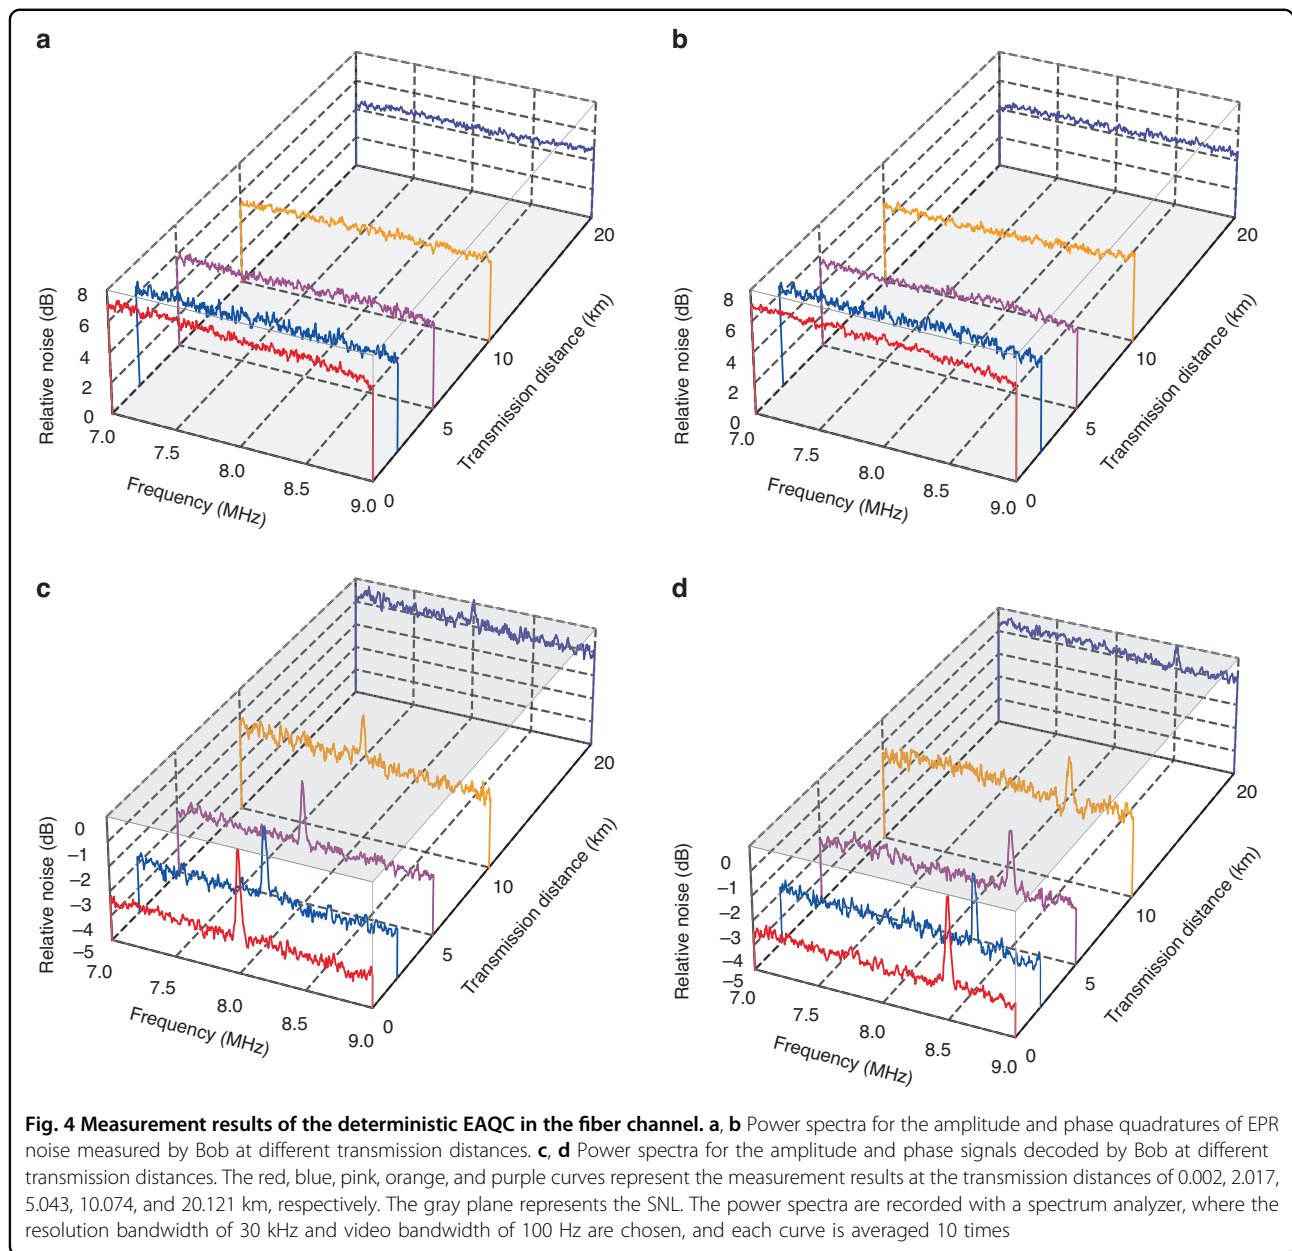 a
8
6
4
2
0
Relative noise (dB)
7.0
7.5
8.0
8.5
9.0
Frequency (MHz)
0
5
10
20
Transmission distance (km)
b
8
6
4
2
0
Relative noise (dB)
7.0
7.5
8.0
8.5
9.0
Frequency (MHz)
0
5
10
20
Transmission distance (km)
c
0
–1
–2
–3
–4
–5
Relative noise (dB)
7.0
7.5
8.0
8.5
9.0
Frequency (MHz)
0
5
10
20
Transmission distance (km)
d
0
–1
–2
–3
–4
–5
Relative noise (dB)
7.0
7.5
8.0
8.5
9.0
Frequency (MHz)
0
5
10
20
Transmission distance (km)
Fig. 4 Measurement results of the deterministic EAQC in the fiber channel. a, b Power spectra for the amplitude and phase quadratures of EPR
noise measured by Bob at different transmission distances. c, d Power spectra for the amplitude and phase signals decoded by Bob at different
transmission distances. The red, blue, pink, orange, and purple curves represent the measurement results at the transmission distances of 0.002, 2.017,
5.043, 10.074, and 20.121 km, respectively. The gray plane represents the SNL. The power spectra are recorded with a spectrum analyzer, where the
resolution bandwidth of 30 kHz and video bandwidth of 100 Hz are chosen, and each curve is averaged 10 times